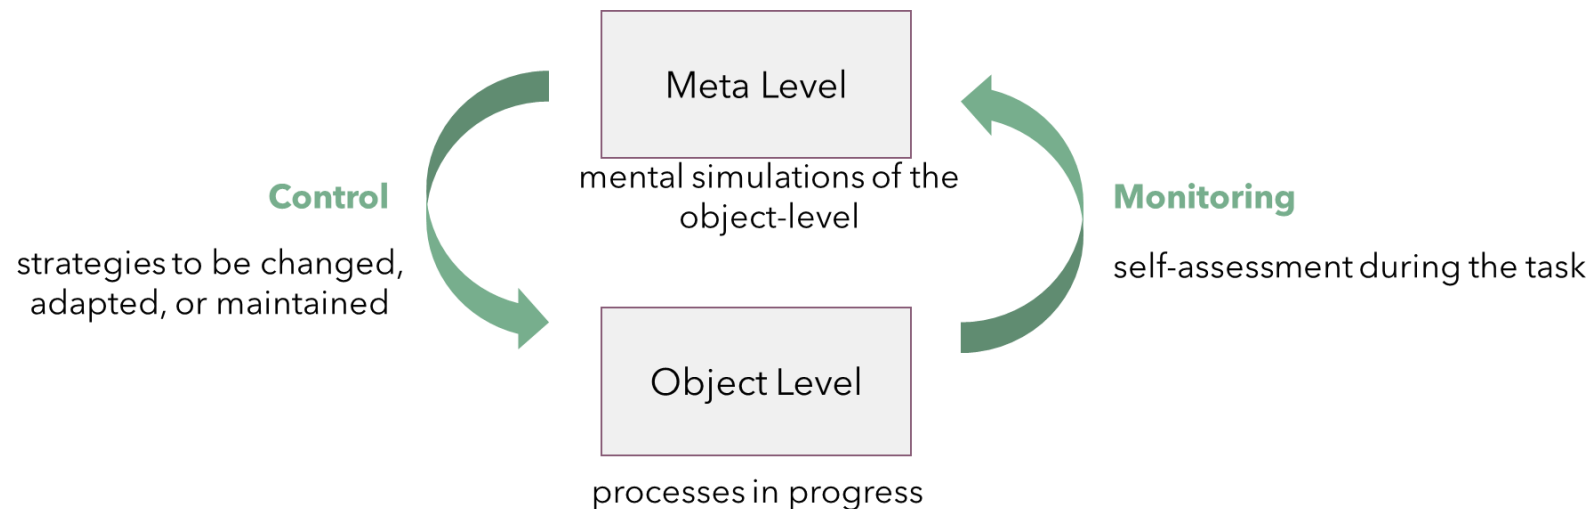 Meta Level
mental simulations of the
object-level
Control
strategies to be changed,
adapted, or maintained
Monitoring
self-assessment during the task
Object Level
processes in progress